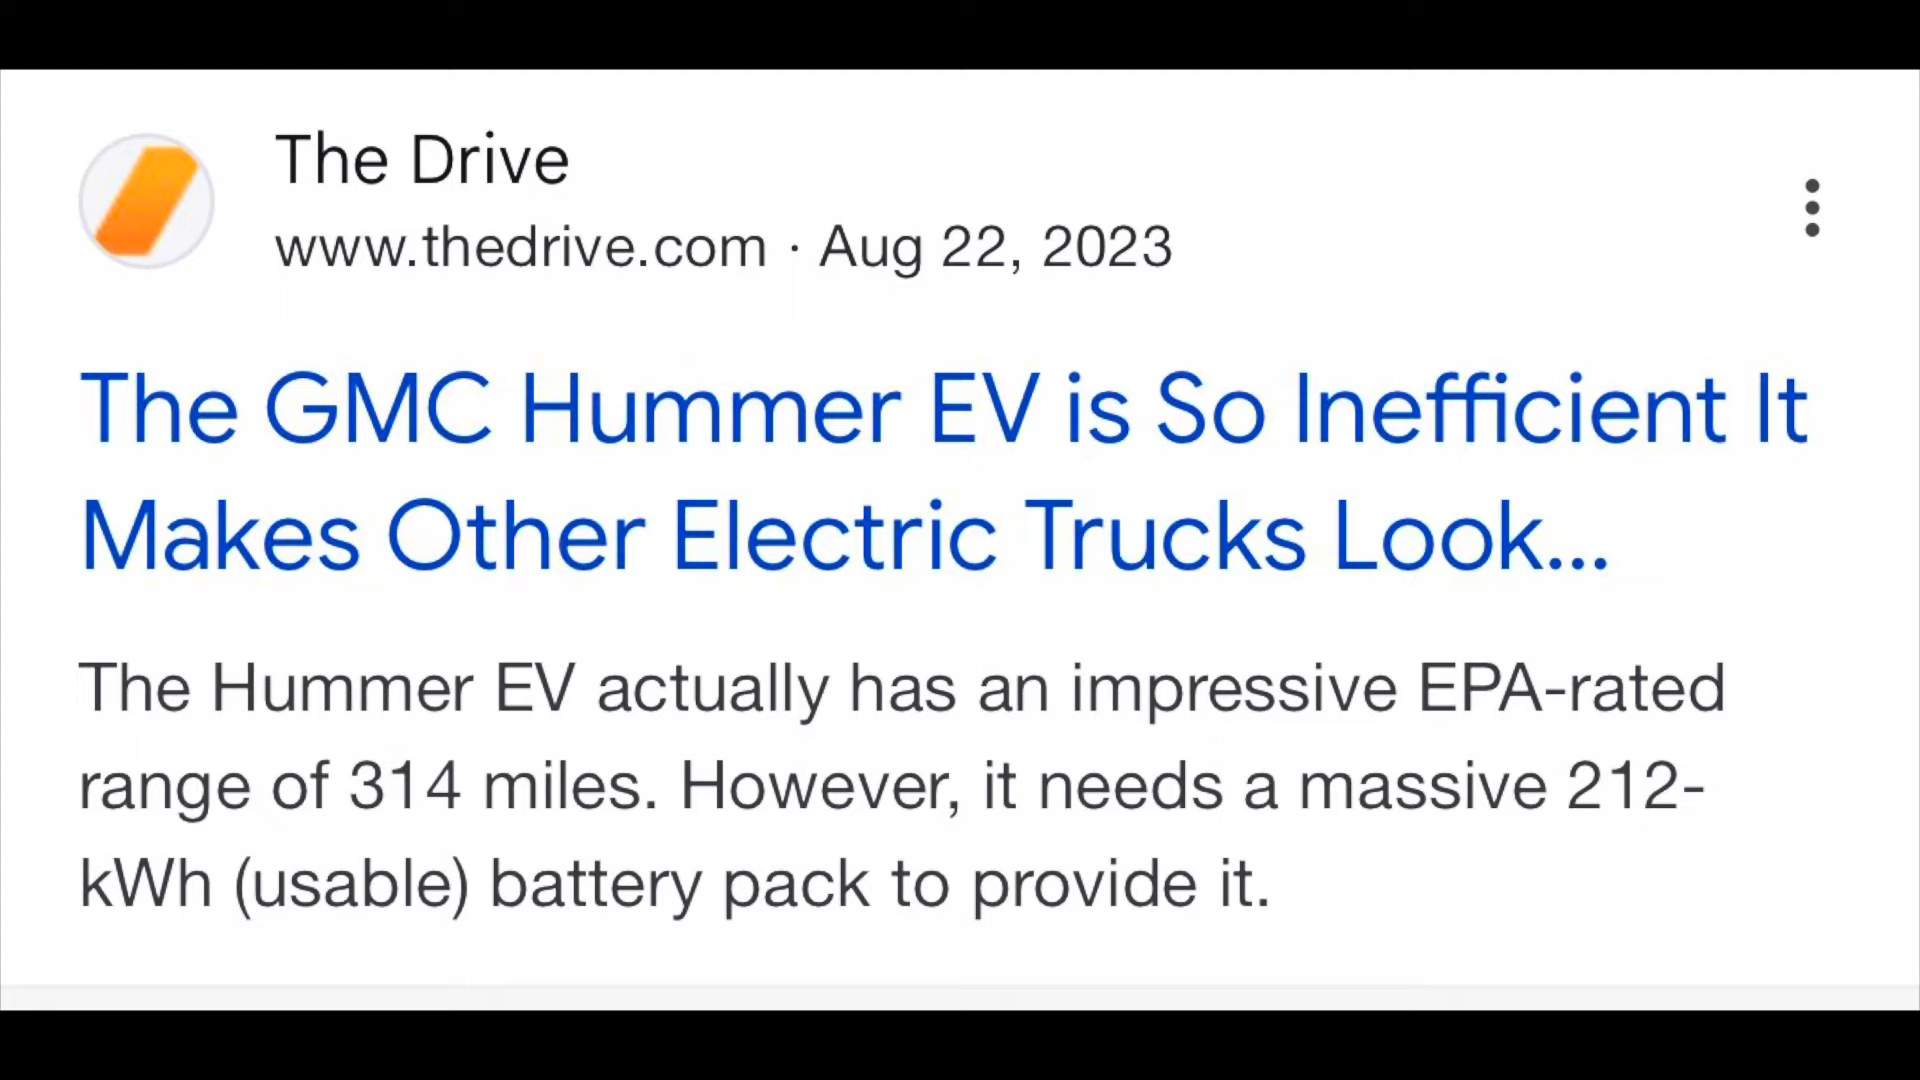 The Drive
www.thedrive.com · Aug 22, 2023
The GMC Hummer EV is So Inefficient It
Makes Other Electric Trucks Look...
The Hummer EV actually has an impressive EPA-rated
range of 314 miles. However, it needs a massive 212-
kWh (usable) battery pack to provide it.